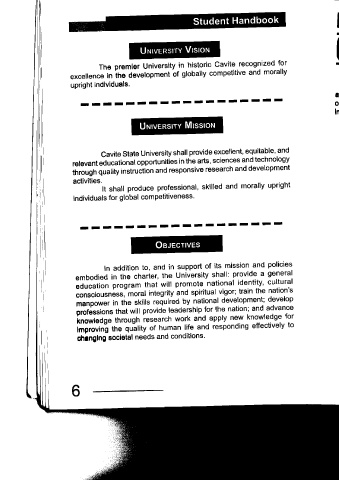 Student Handbook
UNIVERSITY VISION
The premier University in historic Cavite recognized for
excellence in the development of globally competitive and morally
upright individuals.
UNIVERSITY MISSION
Cavite State University shall provide excellent, equitable, and
relevant educational opportunities in the arts, sciences and technology
through quality instruction and responsive research and development
activities.
It shall produce professional, skilled and morally upright
individuals for global competitiveness.
OBJECTIVES
In addition to, and in support of its mission and policies
embodied in the charter, the University shall: provide a general
education program that will promote national identity, cultural
consciousness, moral integrity and spiritual vigor; train the nation's
manpower in the skills required by national development; develop
professions that will provide leadership for the nation; and advance
knowledge through research work and apply new knowledge for
improving the quality of human life and responding effectively to
changing societal needs and conditions.
6